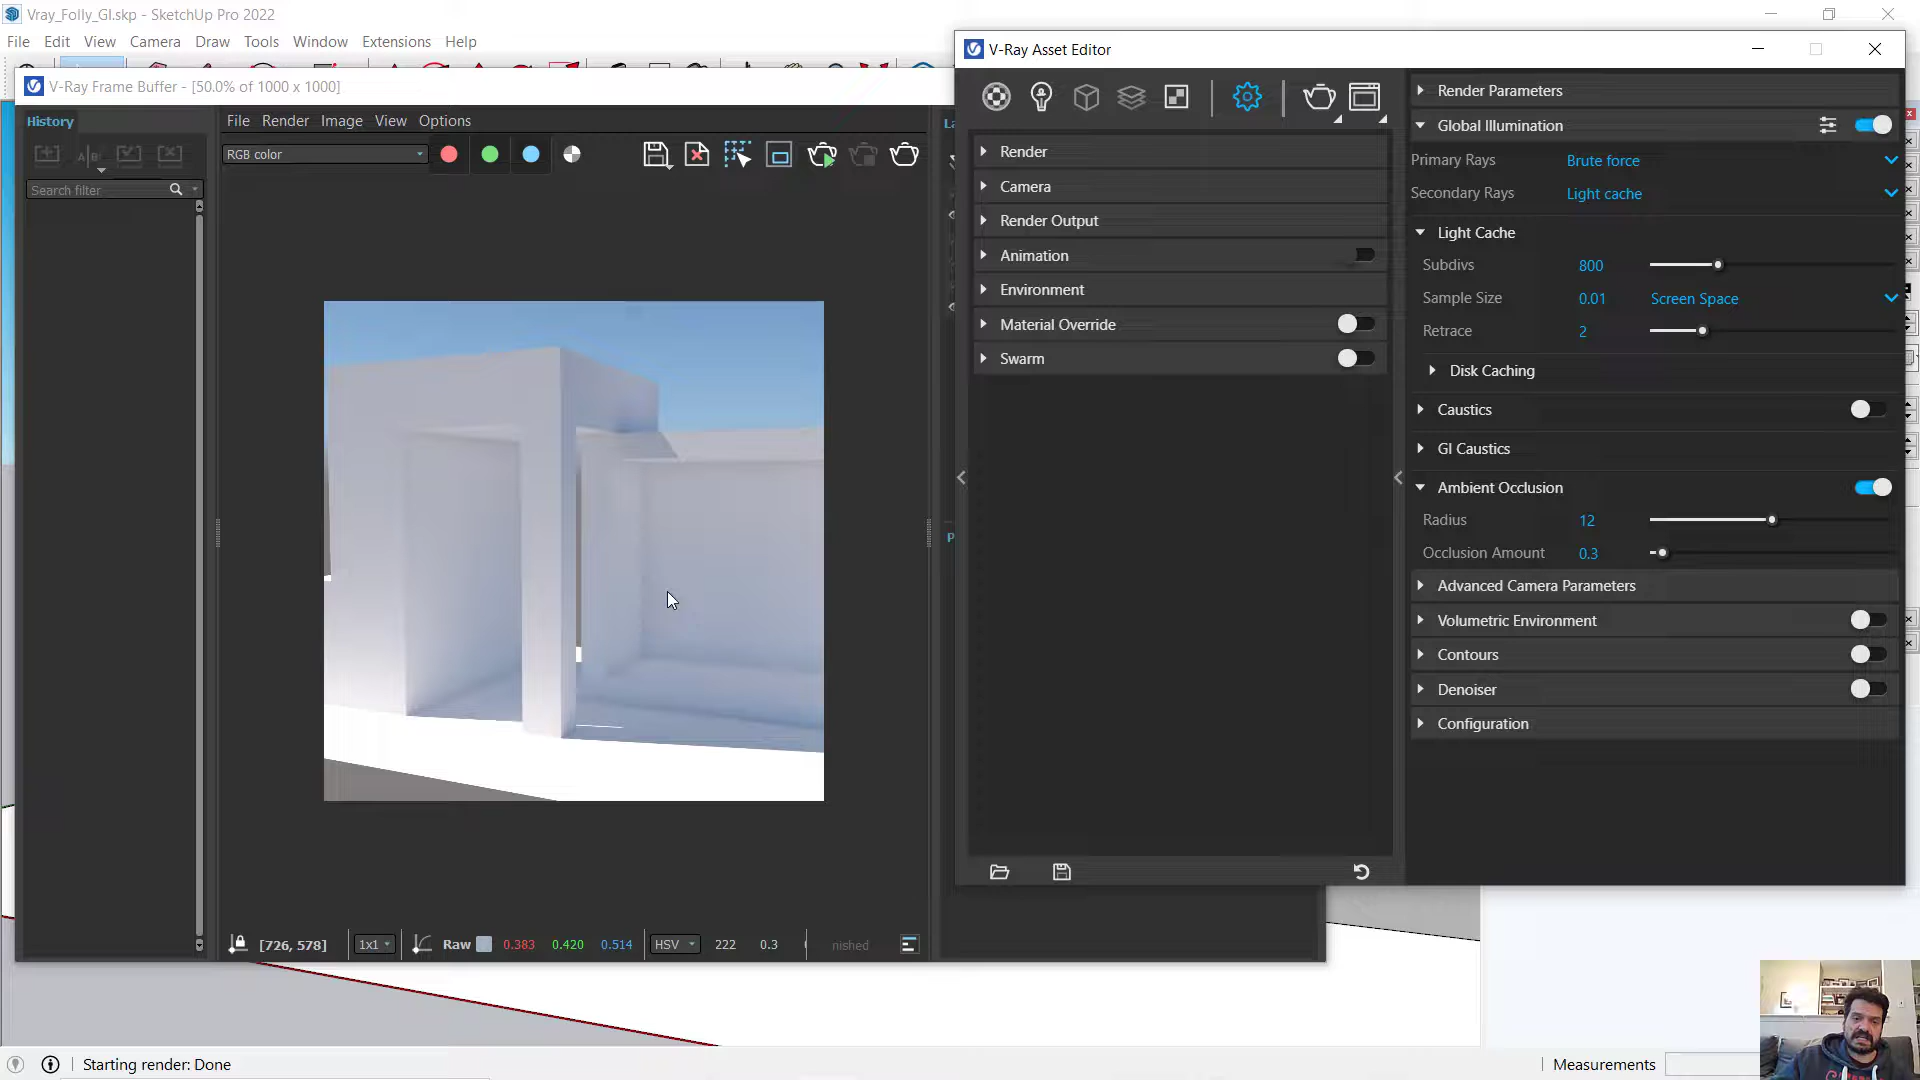 Vray_Folly_GI.skp - SketchUp Pro 2022
File Edit View Camera Draw Tools Window Extensions Help
V-Ray Frame Buffer - [50.0% of 1000 x 1000]
History
Search filter
File Render Image View Options
RGB color
[726, 578]
1x1
Raw 0.383 0.420 0.514
HSV 222 0.3
nished
V-Ray Asset Editor
Render
Camera
Render Output
Animation
Environment
Material Override
Swarm
Render Parameters
Global Illumination
Primary Rays Brute force
Secondary Rays Light cache
Light Cache
Subdivs 800
Sample Size 0.01 Screen Space
Retrace 2
Disk Caching
Caustics
GI Caustics
Ambient Occlusion
Radius 12
Occlusion Amount 0.3
Advanced Camera Parameters
Volumetric Environment
Contours
Denoiser
Configuration
Starting render: Done
Measurements